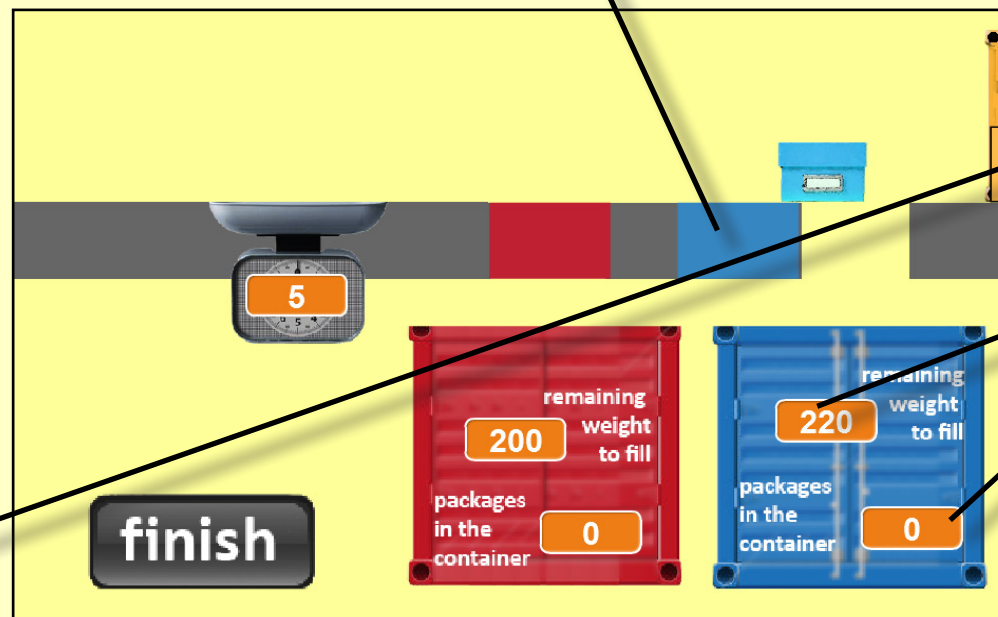 5
remaining
weight
200
to fill
packages
in the
0
container
remaining
weight
220
to fill
packages
in the
0
container
finish